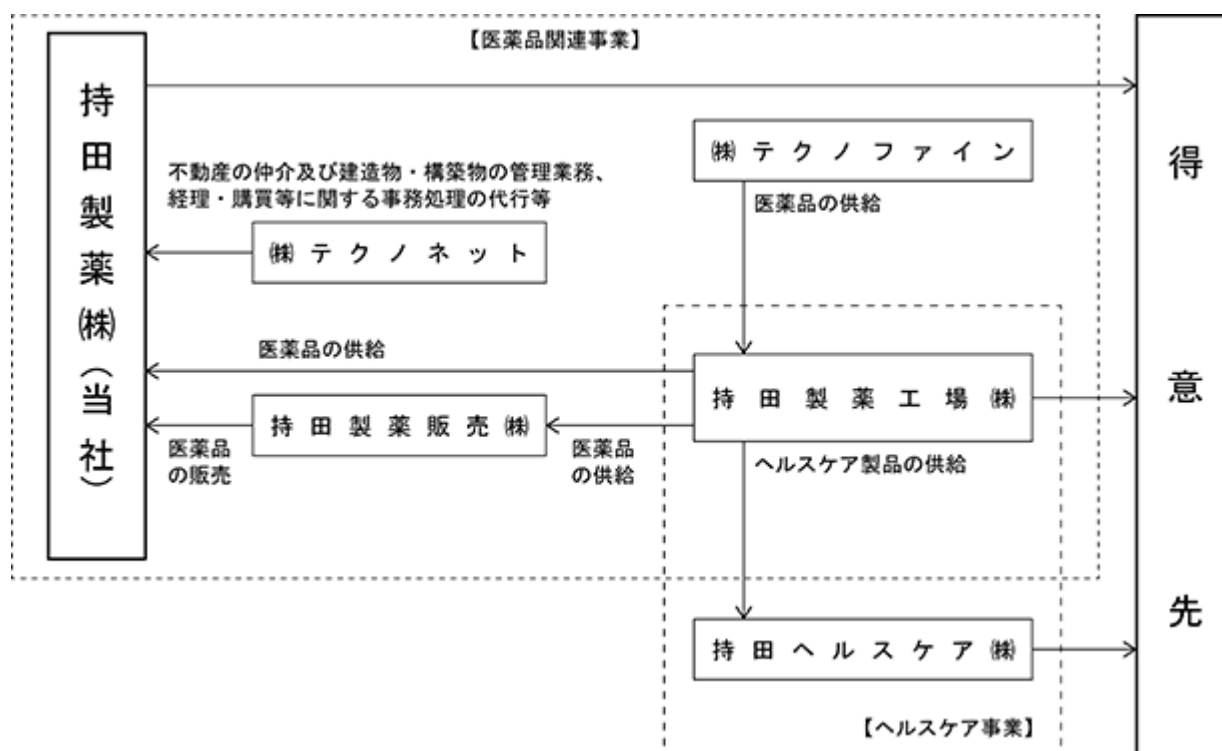 【医薬品関連事業】
持田製薬㈱(当社)
㈱テクノファイン
得意先
不動産の仲介及び建造物・構築物の管理業務、
経理・購買等に関する事務処理の代行等
医薬品の供給
㈱テクノネット
医薬品の供給
持田製薬工場㈱
持田製薬販売㈱
医薬品
の販売
医薬品
の供給
ヘルスケア製品の供給
持田ヘルスケア㈱
【ヘルスケア事業】